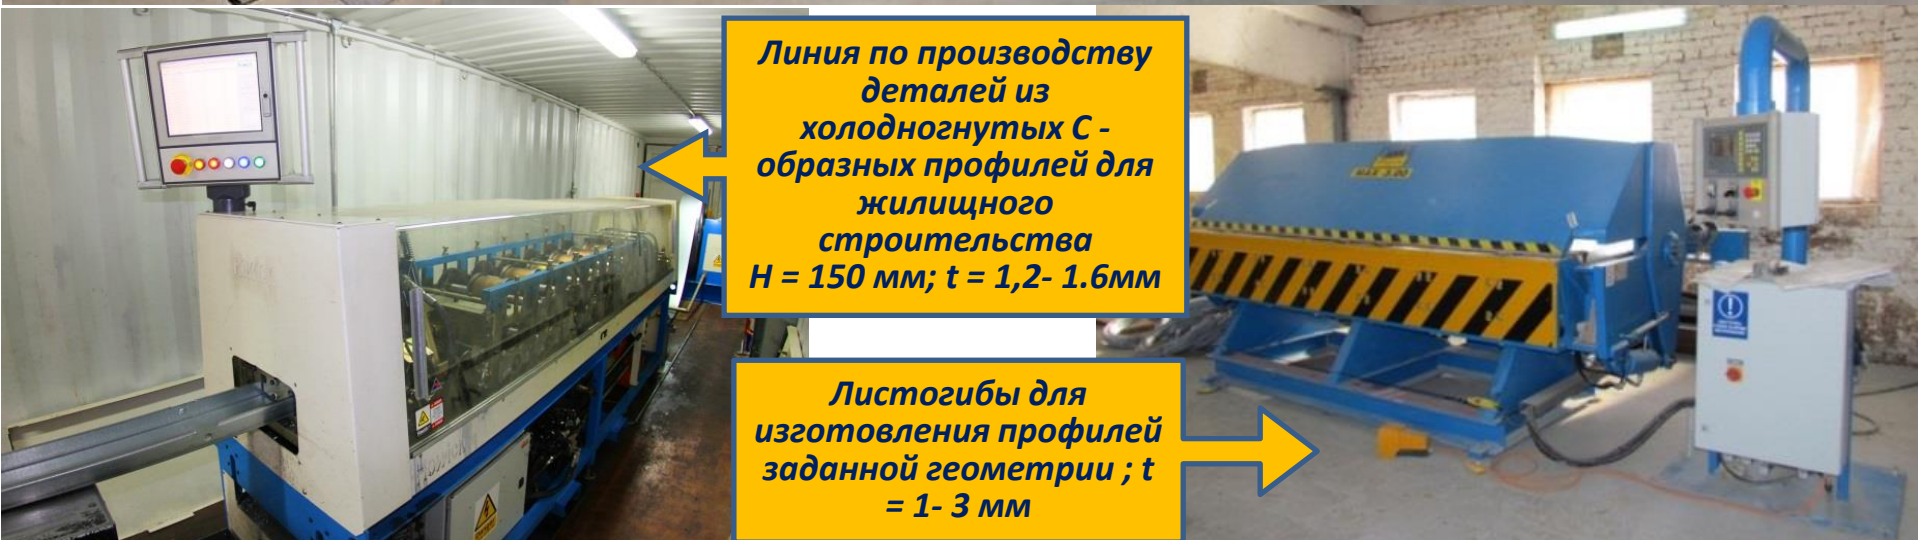 Линия по производству
деталей из
холодногнутых С -
образных профилей для
жилищного
строительства
Н = 150 мм; t = 1,2- 1.6мм
Листогибы для
изготовления профилей
заданной геометрии ; t
= 1- 3 мм